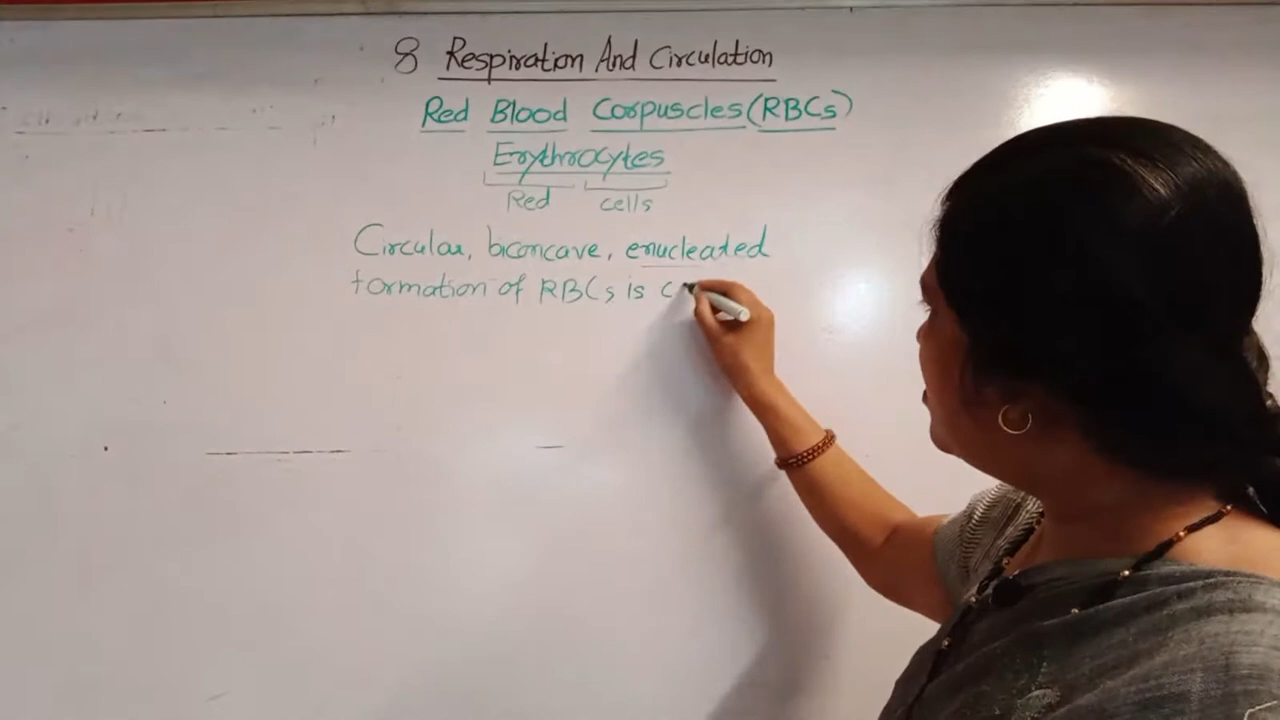 8 Respiration And Circulation
Red Blood Corpuscles (RBCs)
Erythrocytes
Red cells
Circular, biconcave, enucleated
formation of RBCs is c